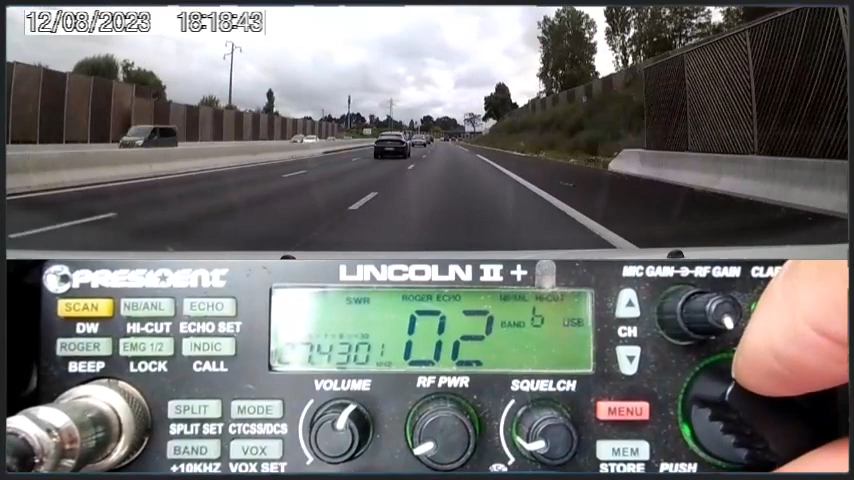 12/08/2023 18:18:43
PRESIDENT
LINCOLN II +
MIC GAIN RF GAIN
SCAN NB/ANL ECHO
DW HI-CUT ECHO SET
ROGER EMG 1/2 INDIC
BEEP LOCK CALL
SPLIT MODE
SPLIT SET CTCSS/DCS
BAND VOX
+10KHZ VOX SET
SWR ROGER ECHO NB/ANL HI-CUT
02 BAND b USB
27.4301
CH
VOLUME RF PWR SQUELCH
MENU
MEM
STORE PUSH